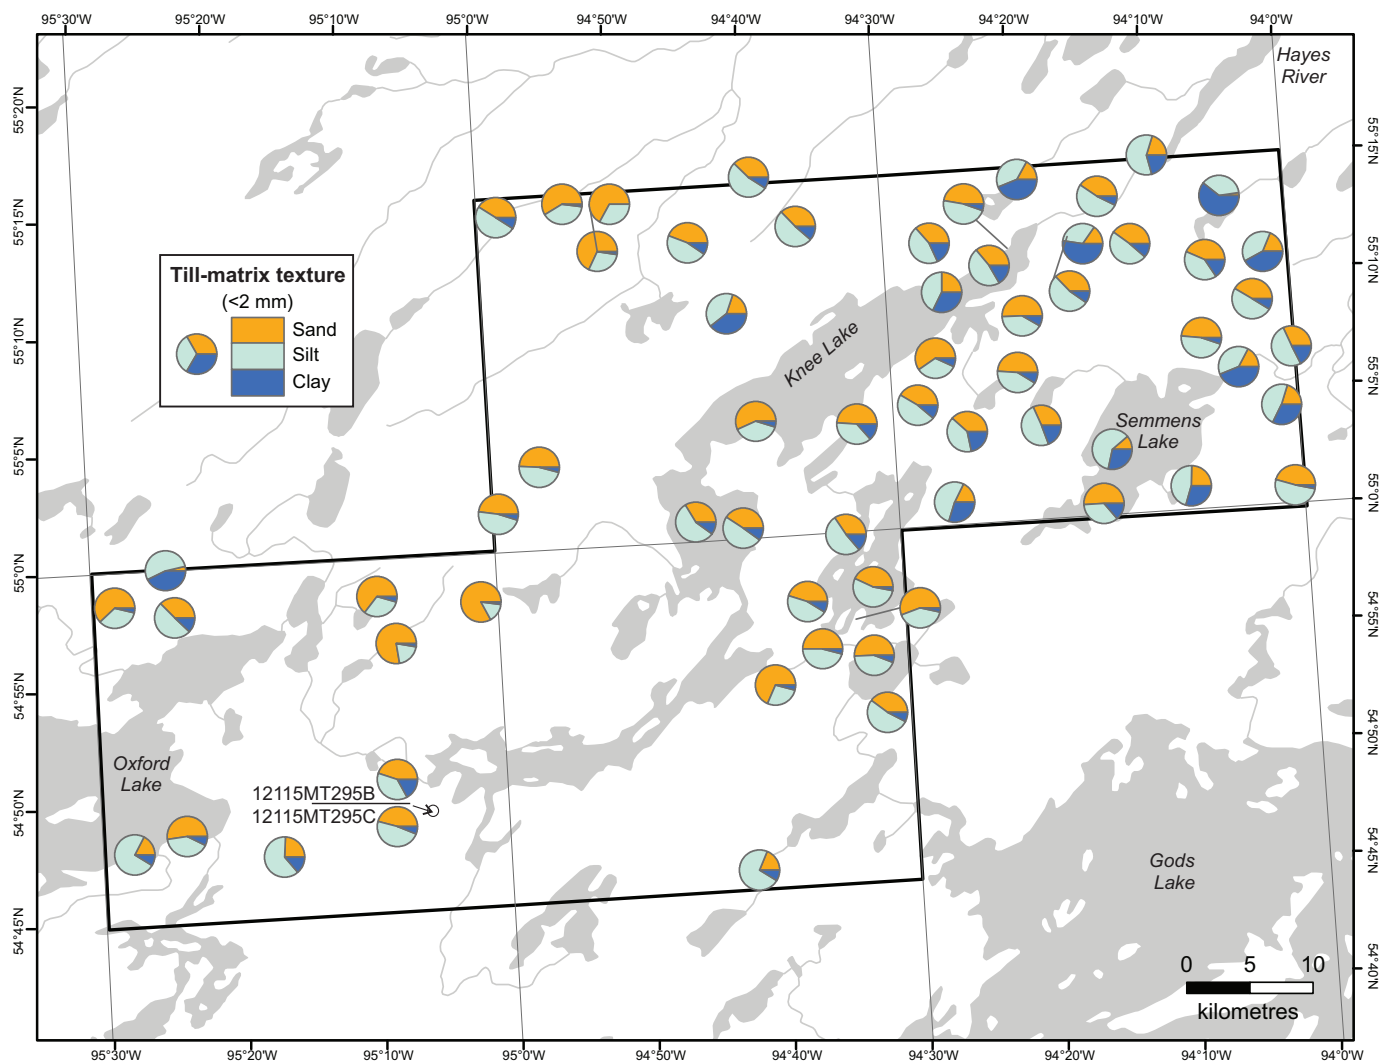 95°30'W 95°20'W 95°10'W 95°0'W 94°50'W 94°40'W 94°30'W 94°20'W 94°10'W 94°0'W
Hayes
River
55°20'N
55°15'N
55°10'N
55°5'N
55°0'N
54°55'N
54°50'N
54°45'N
55°15'N
55°10'N
55°5'N
55°0'N
54°55'N
54°50'N
54°45'N
54°40'N
Till-matrix texture
(<2 mm)
Sand
Silt
Clay
Knee Lake
Semmens
Lake
Oxford
Lake
12115MT295B
12115MT295C
Gods
Lake
0 5 10
kilometres
95°30'W 95°20'W 95°10'W 95°0'W 94°50'W 94°40'W 94°30'W 94°20'W 94°10'W 94°0'W